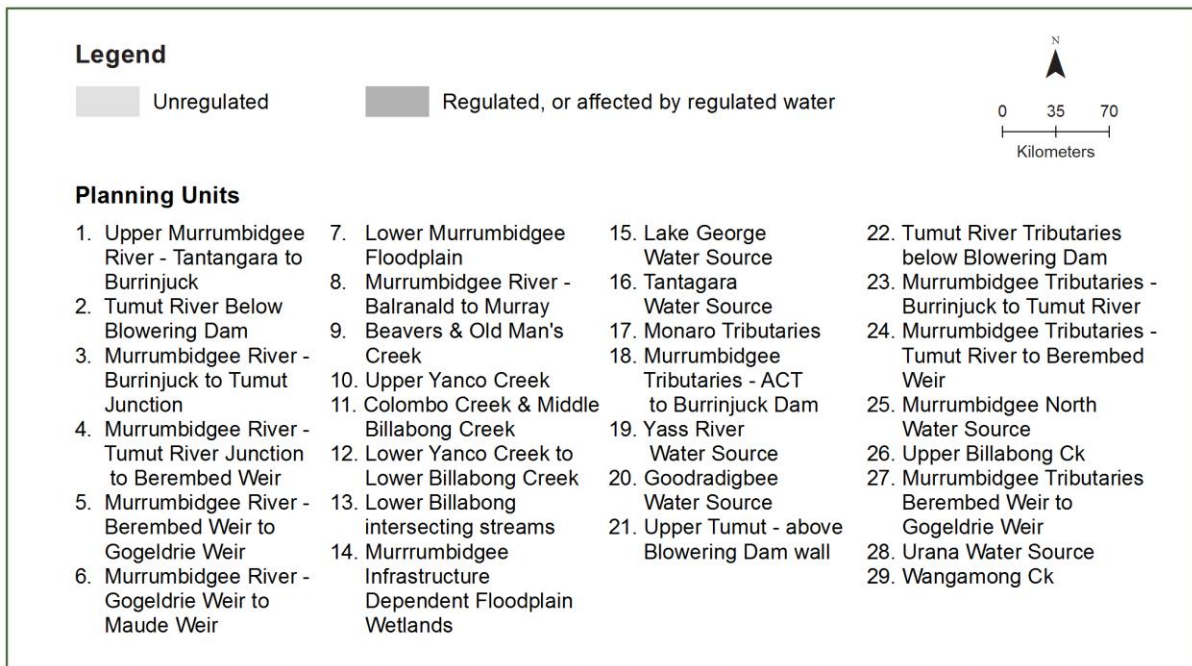 Legend
Unregulated
Regulated, or affected by regulated water
N
0 35 70
Kilometers
Planning Units
1. Upper Murrumbidgee
River - Tantangara to
Burrinjuck
2. Tumut River Below
Blowering Dam
3. Murrumbidgee River -
Burrinjuck to Tumut
Junction
4. Murrumbidgee River -
Tumut River Junction
to Berembed Weir
5. Murrumbidgee River -
Berembed Weir to
Gogeldrie Weir
6. Murrumbidgee River -
Gogeldrie Weir to
Maude Weir
7. Lower Murrumbidgee
Floodplain
8. Murrumbidgee River -
Balranald to Murray
9. Beavers & Old Man's
Creek
10. Upper Yanco Creek
11. Colombo Creek & Middle
Billabong Creek
12. Lower Yanco Creek to
Lower Billabong Creek
13. Lower Billabong
intersecting streams
14. Murrrumbidgee
Infrastructure
Dependent Floodplain
Wetlands
15. Lake George
Water Source
16. Tantagara
Water Source
17. Monaro Tributaries
18. Murrumbidgee
Tributaries - ACT
to Burrinjuck Dam
19. Yass River
Water Source
20. Goodradigbee
Water Source
21. Upper Tumut - above
Blowering Dam wall
22. Tumut River Tributaries
below Blowering Dam
23. Murrumbidgee Tributaries -
Burrinjuck to Tumut River
24. Murrumbidgee Tributaries -
Tumut River to Berembed
Weir
25. Murrumbidgee North
Water Source
26. Upper Billabong Ck
27. Murrumbidgee Tributaries
Berembed Weir to
Gogeldrie Weir
28. Urana Water Source
29. Wangamong Ck